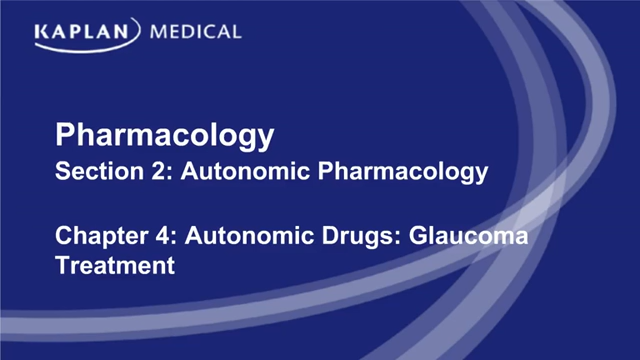 KAPLAN MEDICAL
Pharmacology
Section 2: Autonomic Pharmacology
Chapter 4: Autonomic Drugs: Glaucoma
Treatment